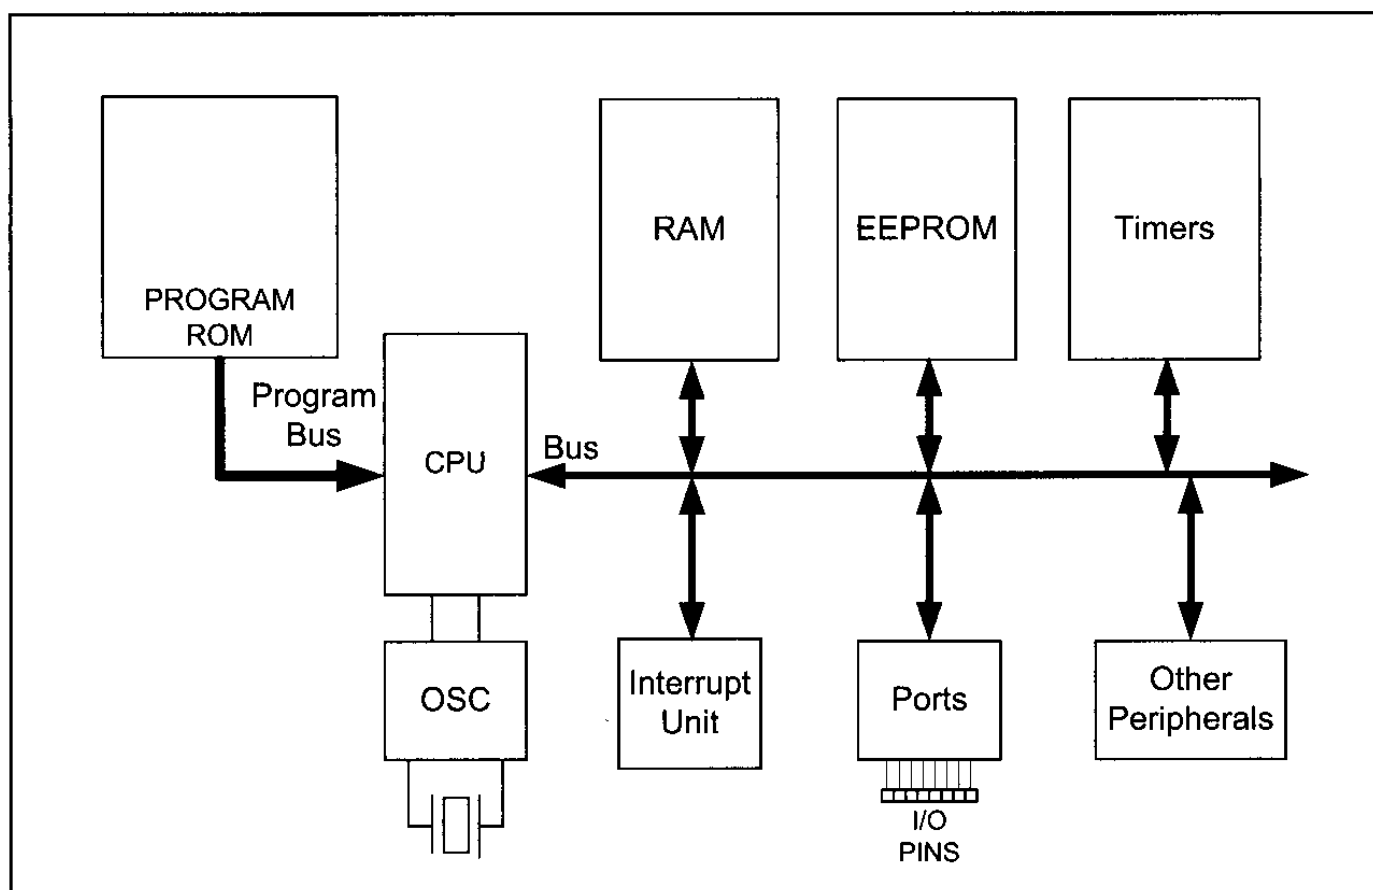 PROGRAM
ROM
Program
Bus
CPU
OSC
Bus
RAM
EEPROM
Timers
Interrupt
Unit
Ports
I/O
PINS
Other
Peripherals